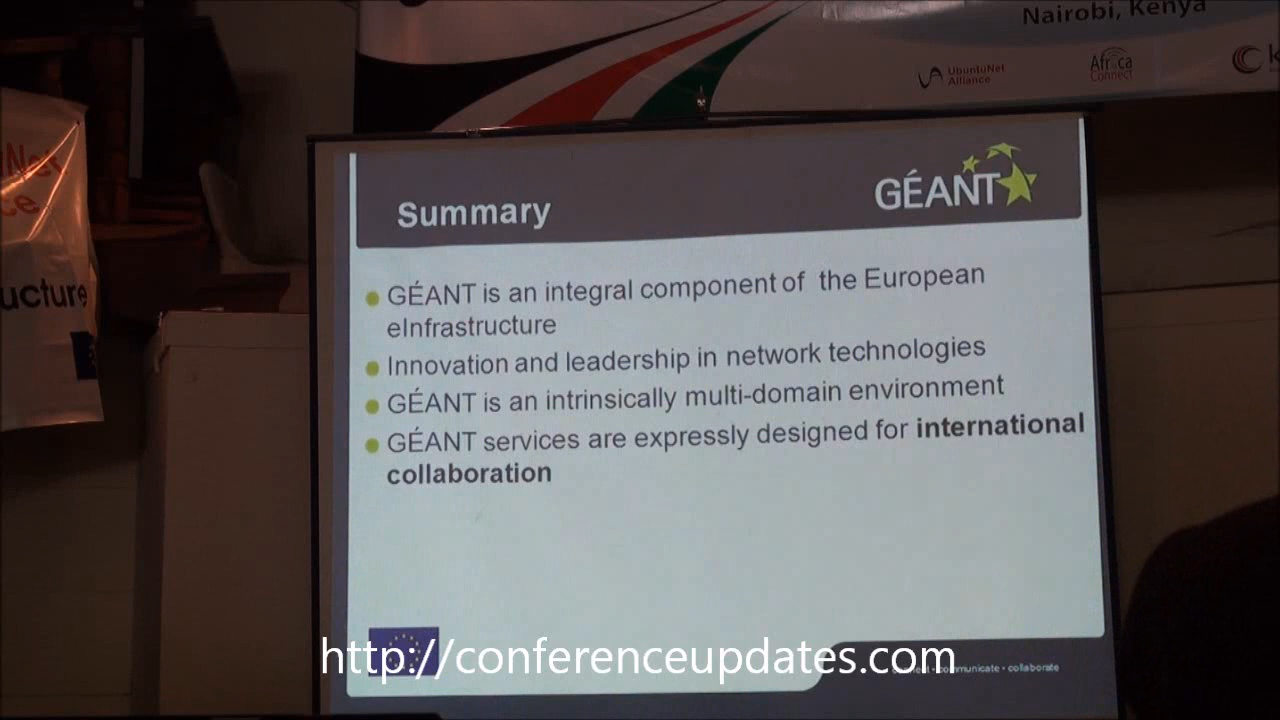 Nairobi, Kenya
UbuntuNet
Alliance
Africa
Connect
Net
ce
ucture
GÉANT
Summary
GÉANT is an integral component of the European
eInfrastructure
Innovation and leadership in network technologies
GÉANT is an intrinsically multi-domain environment
GÉANT services are expressly designed for international
collaboration
http://conferenceupdates.com
communicate • collaborate